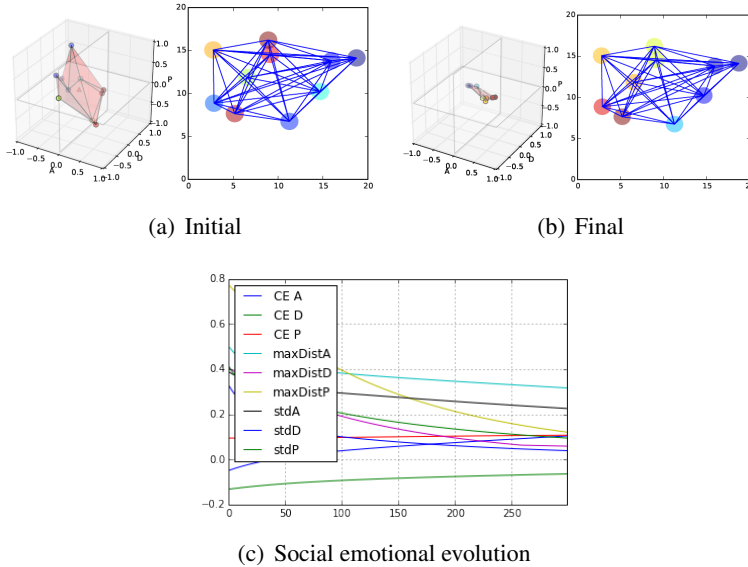 1.0
0.5
0.0 P
−0.5
−1.0
1.0
0.5
0.0 D
−0.5
−1.0
−1.0 −0.5 0.0 0.5 1.0
A
20
15
10
5
0
0 5 10 15 20
(a) Initial
1.0
0.5
0.0 P
−0.5
−1.0
1.0
0.5
0.0 D
−0.5
−1.0
−1.0 −0.5 0.0 0.5 1.0
A
20
15
10
5
0
0 5 10 15 20
(b) Final
0.8
0.6
0.4
0.2
0.0
−0.2
CE A
CE D
CE P
maxDistA
maxDistD
maxDistP
stdA
stdD
stdP
0 50 100 150 200 250
(c) Social emotional evolution